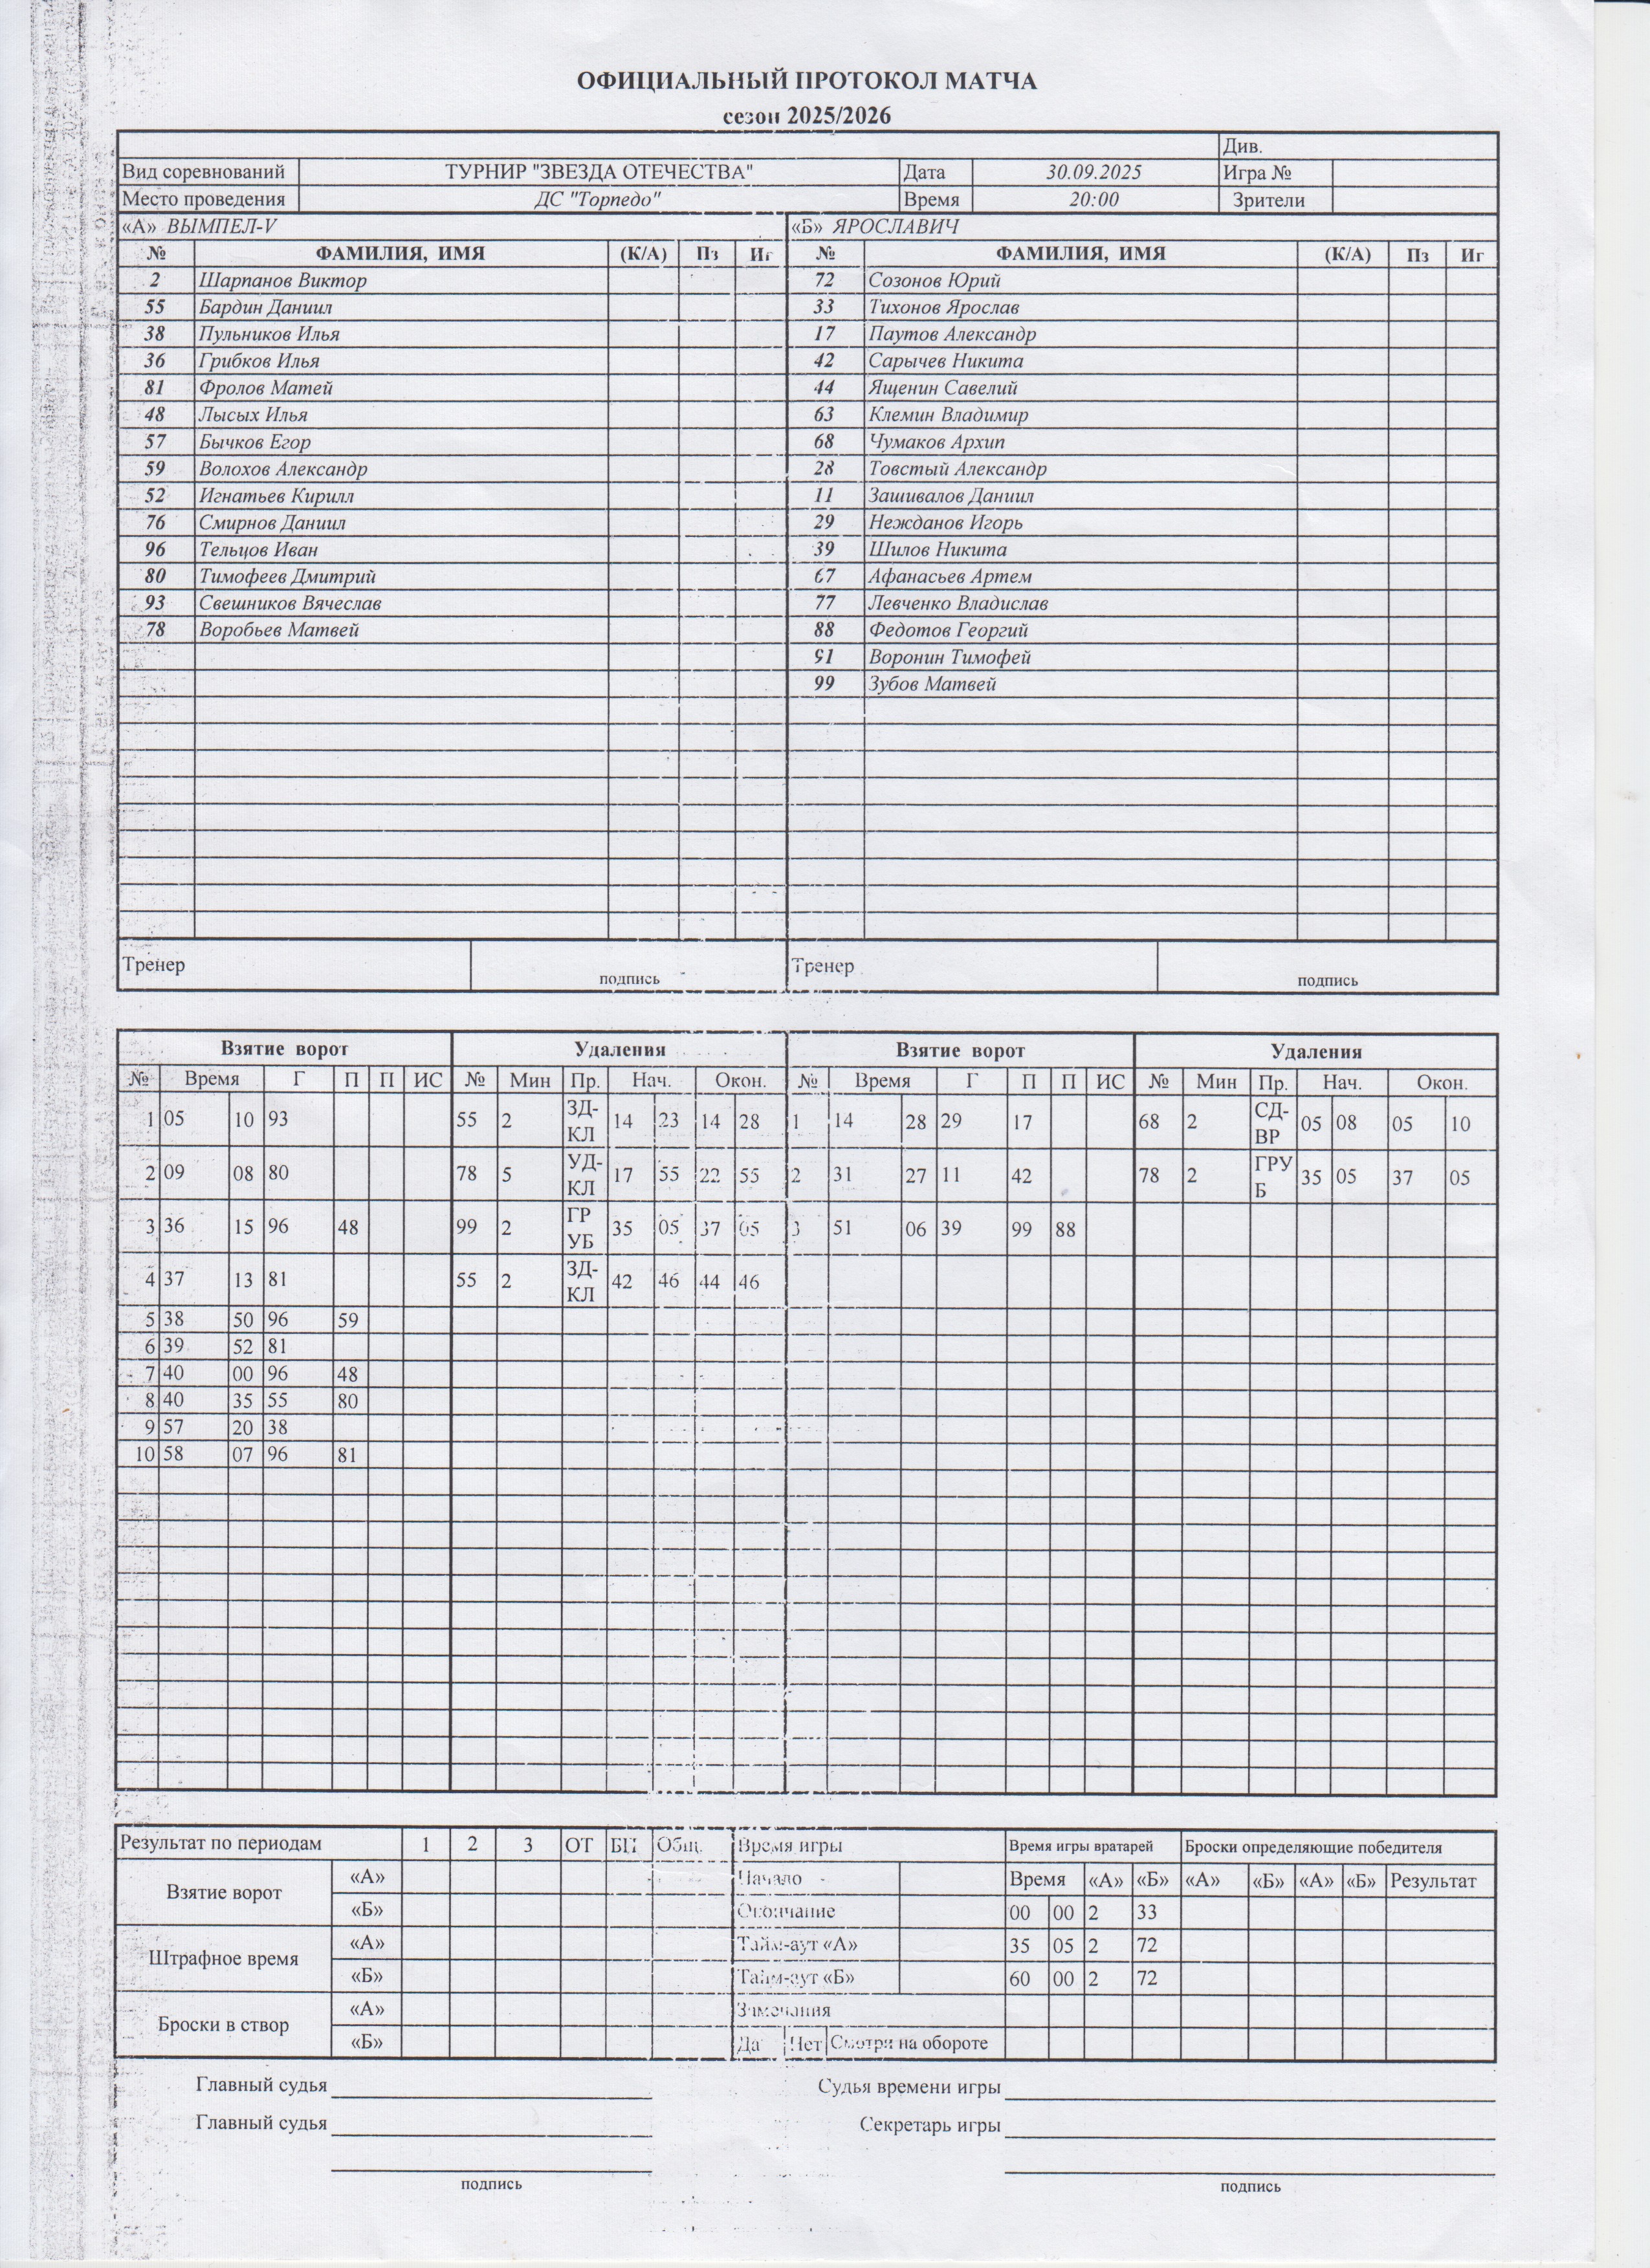 ОФИЦИАЛЬНЫЙ ПРОТОКОЛ МАТЧА
сезон 2025/2026
Див.
Вид соревнований ТУРНИР "ЗВЕЗДА ОТЕЧЕСТВА" Дата 30.09.2025 Игра №
Место проведения ДС "Торпедо" Время 20:00 Зрители
«А» ВЫМПЕЛ-V «Б» ЯРОСЛАВИЧ
№ ФАМИЛИЯ, ИМЯ (К/А) Пз Иг № ФАМИЛИЯ, ИМЯ (К/А) Пз Иг
2 Шарпанов Виктор 72 Созонов Юрий
55 Бардин Даниил 33 Тихонов Ярослав
38 Пульников Илья 17 Паутов Александр
36 Грибков Илья 42 Сарычев Никита
81 Фролов Матей 44 Ященин Савелий
48 Лысых Илья 63 Клемин Владимир
57 Бычков Егор 68 Чумаков Архип
59 Волохов Александр 28 Товстый Александр
52 Игнатьев Кирилл 11 Зашивалов Даниил
76 Смирнов Даниил 29 Нежданов Игорь
96 Тельцов Иван 39 Шилов Никита
80 Тимофеев Дмитрий 67 Афанасьев Артем
93 Свешников Вячеслав 77 Левченко Владислав
78 Воробьев Матвей 88 Федотов Георгий
91 Воронин Тимофей
99 Зубов Матвей
Тренер подпись Тренер подпись
Взятие ворот Удаления Взятие ворот Удаления
№ Время Г П П ИС № Мин Пр. Нач. Окон. № Время Г П П ИС № Мин Пр. Нач. Окон.
1 05 10 93 55 2 ЗД-КЛ 14 23 14 28 1 14 28 29 17 68 2 СД-ВР 05 08 05 10
2 09 08 80 78 5 УД-КЛ 17 55 22 55 2 31 27 11 42 78 2 ГРУБ 35 05 37 05
3 36 15 96 48 99 2 ГРУБ 35 05 37 05 3 51 06 39 99 88
4 37 13 81 55 2 ЗД-КЛ 42 46 44 46
5 38 50 96 59
6 39 52 81
7 40 00 96 48
8 40 35 55 80
9 57 20 38
10 58 07 96 81
Результат по периодам 1 2 3 ОТ БП Общ. Время игры Время игры вратарей Броски определяющие победителя
Взятие ворот «А» Начало Время «А» «Б» «А» «Б» «А» «Б» Результат
«Б» Окончание 00 00 2 33
Штрафное время «А» Тайм-аут «А» 35 05 2 72
«Б» Тайм-аут «Б» 60 00 2 72
Броски в створ «А» Замечания
«Б» Да Нет Смотри на обороте
Главный судья Судья времени игры
Главный судья Секретарь игры
подпись подпись